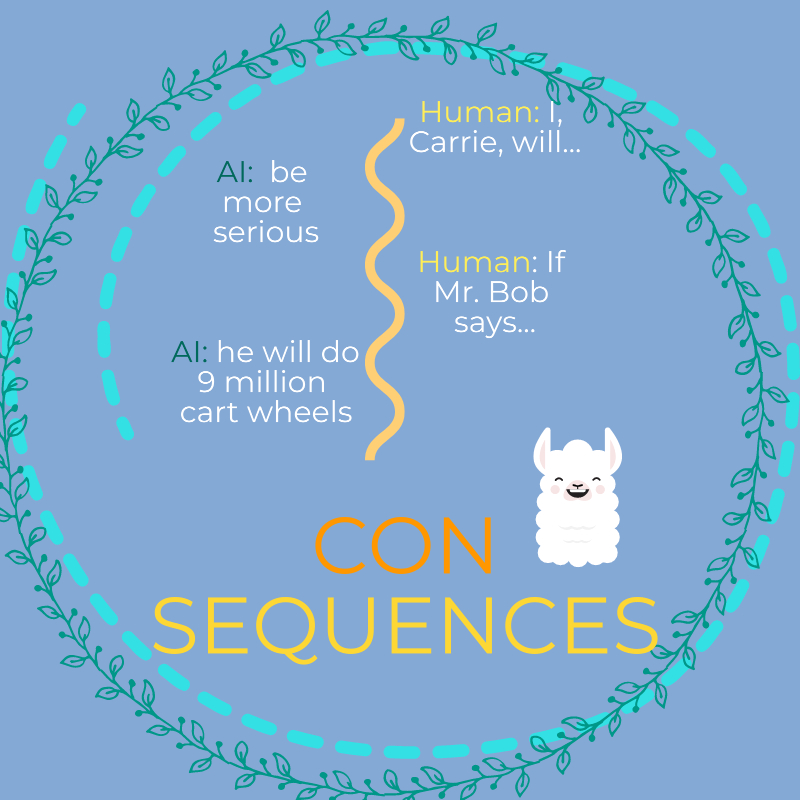 Human: I,
Carrie, will...
AI: be
more
serious
Human: If
Mr. Bob
says...
AI: he will do
9 million
cart wheels
CON
SEQUENCES